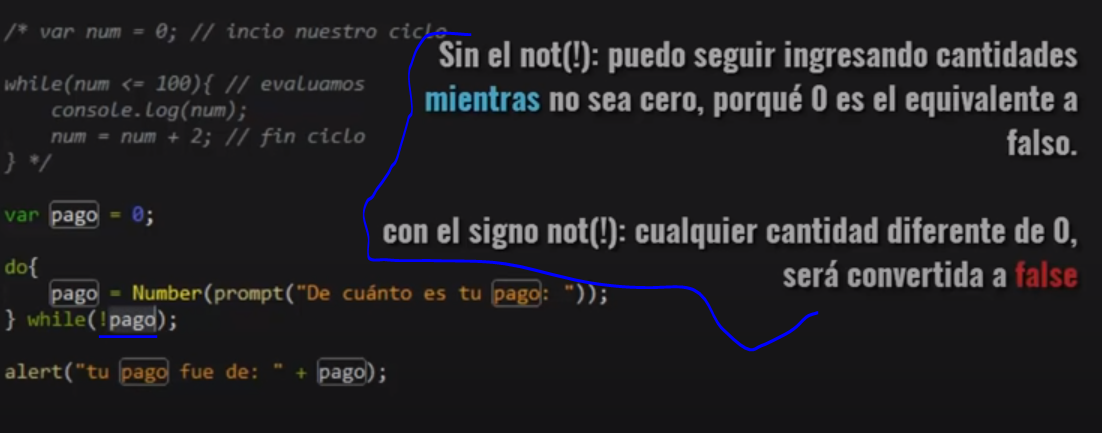 /* var num = 0; // incio nuestro ciclo
while(num <= 100){ // evaluamos
console.log(num);
num = num + 2; // fin ciclo
} */
var pago = 0;
do{
pago = Number(prompt("De cuánto es tu pago: "));
} while(!pago);
alert("tu pago fue de: " + pago);
Sin el not(!): puedo seguir ingresando cantidades
mientras no sea cero, porqué 0 es el equivalente a
falso.
con el signo not(!): cualquier cantidad diferente de 0,
será convertida a false